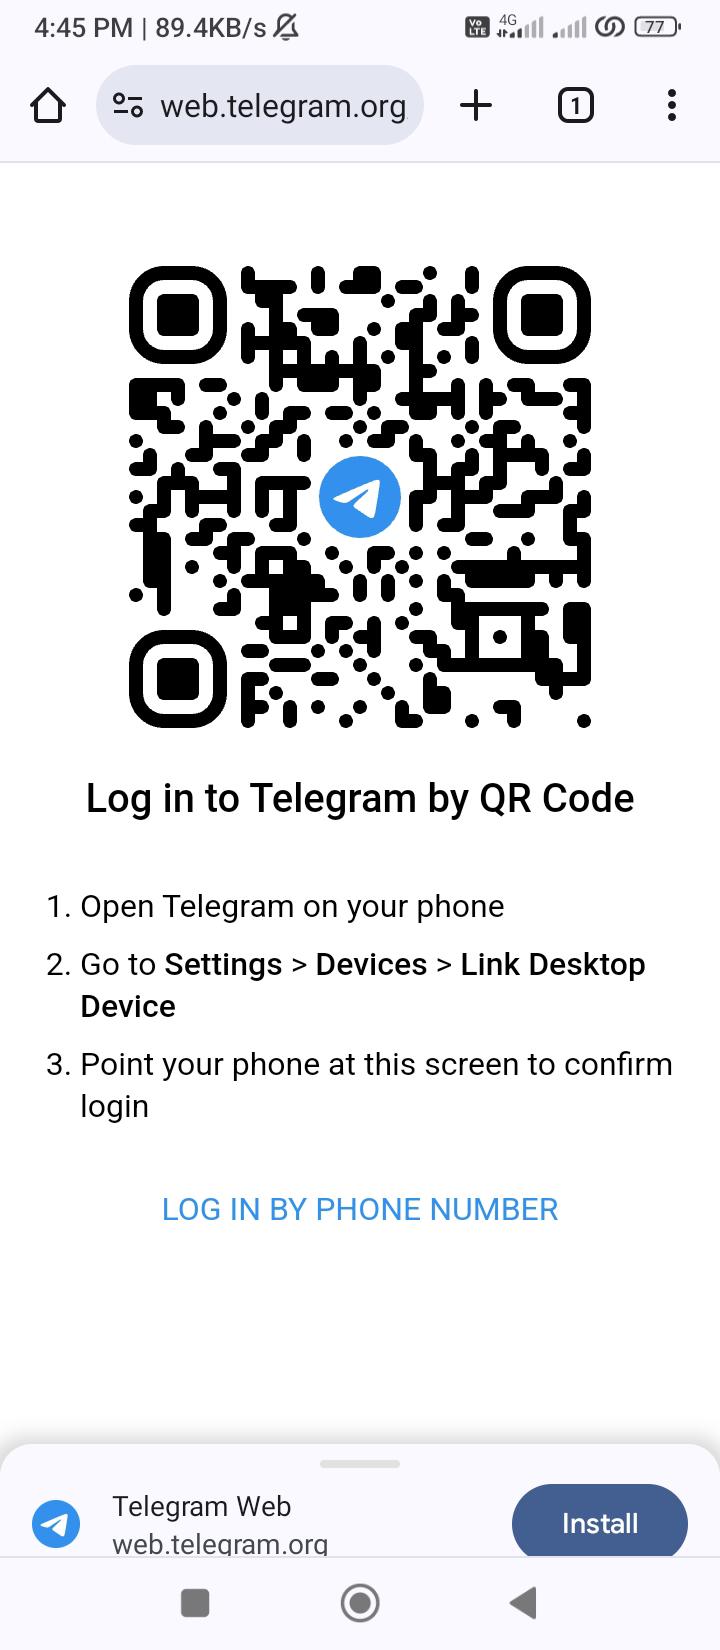 4:45 PM | 89.4KB/s
Vo LTE 4G 77
web.telegram.org
1
Log in to Telegram by QR Code
1. Open Telegram on your phone
2. Go to Settings > Devices > Link Desktop
Device
3. Point your phone at this screen to confirm
login
LOG IN BY PHONE NUMBER
Telegram Web
web.telegram.org
Install